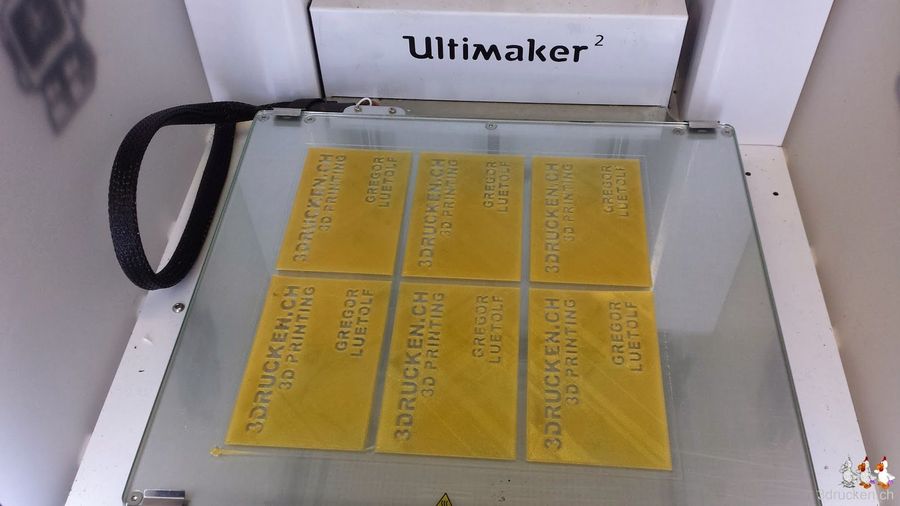 Ultimaker²
3DRUCKEN.CH
3D PRINTING
GREGOR
LUETOLF
3DRUCKEN.CH
3D PRINTING
GREGOR
LUETOLF
3DRUCKEN.CH
3D PRINTING
GREGOR
LUETOLF
3DRUCKEN.CH
3D PRINTING
GREGOR
LUETOLF
3DRUCKEN.CH
3D PRINTING
GREGOR
LUETOLF
3DRUCKEN.CH
3D PRINTING
GREGOR
LUETOLF
3drucken.ch